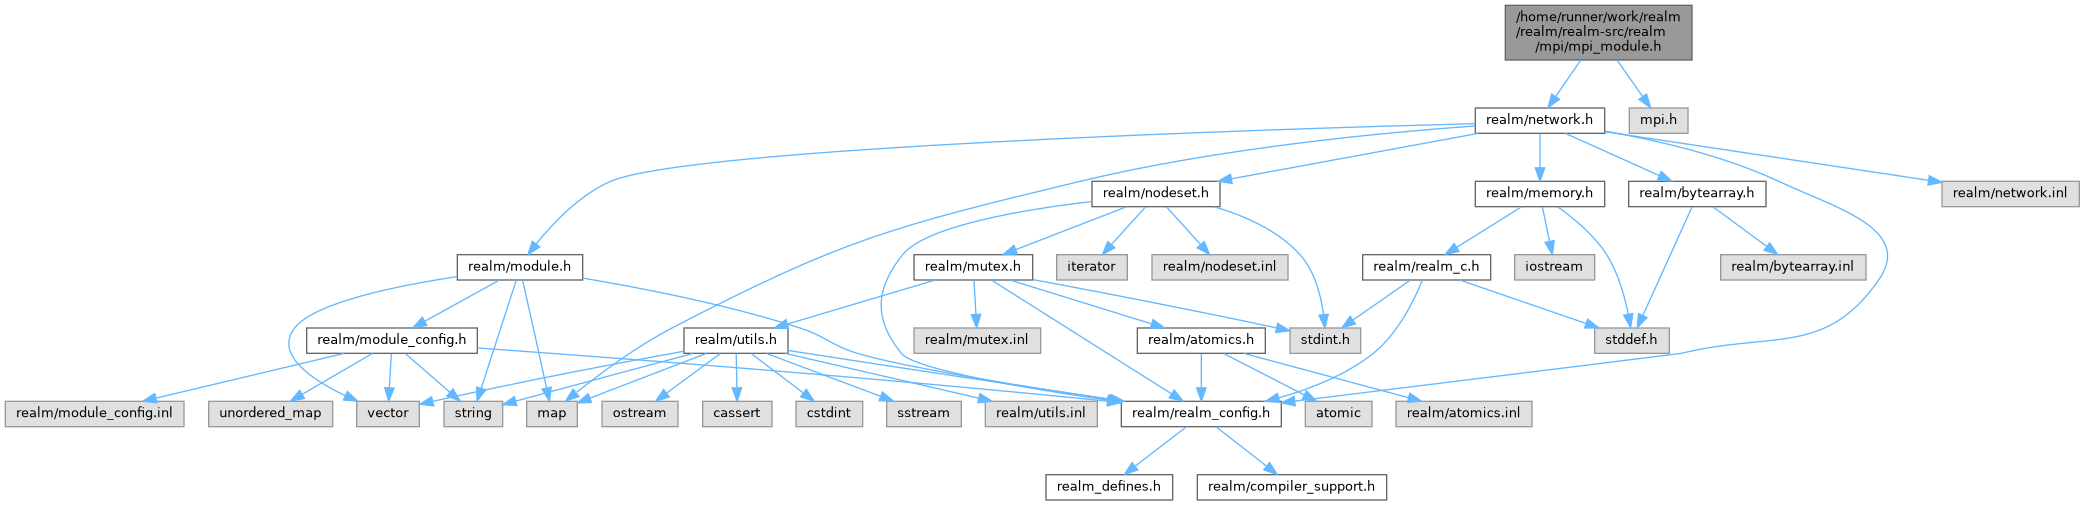 /home/runner/work/realm
/realm/realm-src/realm
/mpi/mpi_module.h
realm/network.h
mpi.h
realm/nodeset.h
realm/memory.h
realm/bytearray.h
realm/network.inl
realm/module.h
realm/mutex.h
iterator
realm/nodeset.inl
realm/realm_c.h
iostream
realm/bytearray.inl
realm/module_config.h
realm/utils.h
realm/mutex.inl
realm/atomics.h
stdint.h
stddef.h
realm/module_config.inl
unordered_map
vector
string
map
ostream
cassert
cstdint
sstream
realm/utils.inl
realm/realm_config.h
atomic
realm/atomics.inl
realm_defines.h
realm/compiler_support.h